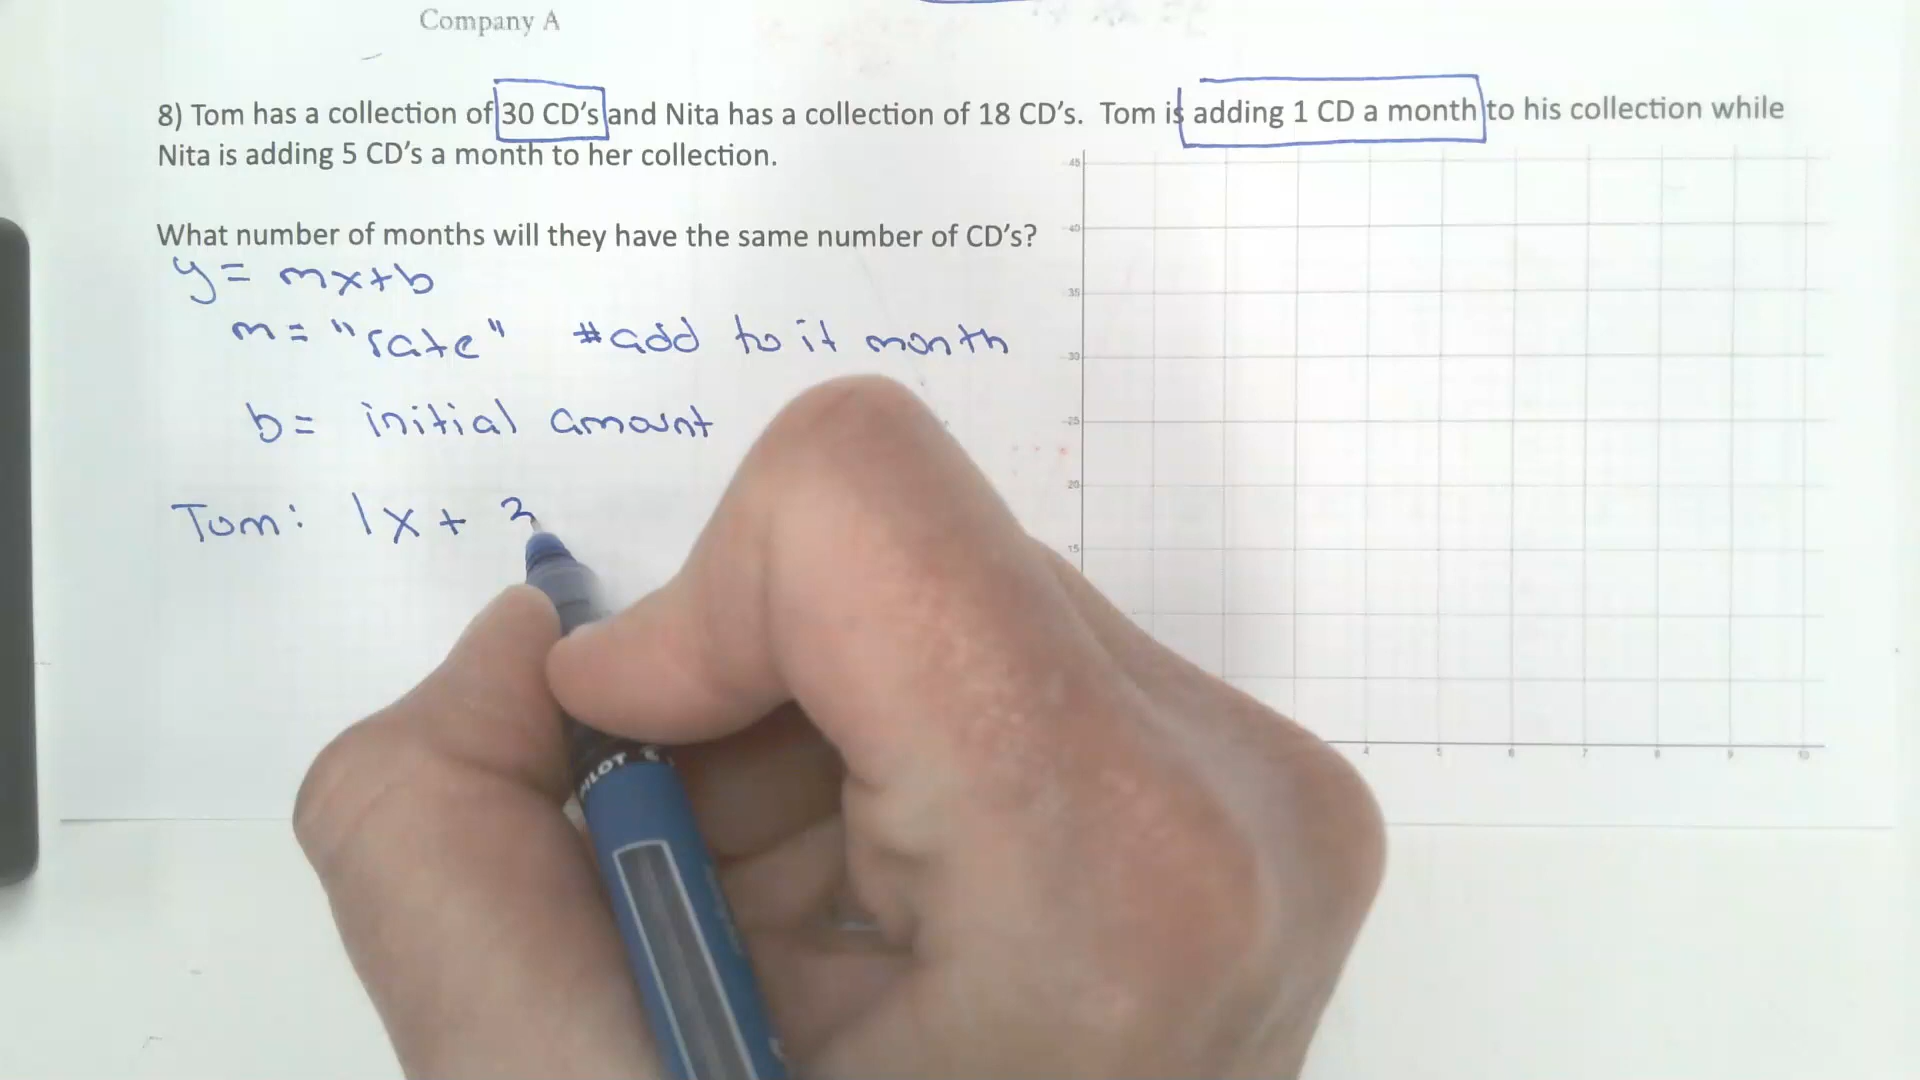 Company A
8) Tom has a collection of 30 CD's and Nita has a collection of 18 CD's. Tom is adding 1 CD a month to his collection while
Nita is adding 5 CD's a month to her collection.
What number of months will they have the same number of CD's?
y = mx+b
m = "rate" #add to it month
b = initial amount
Tom: 1x + 3
45
40
35
30
25
20
15
4 5 6 7 8 9 10
PILOT